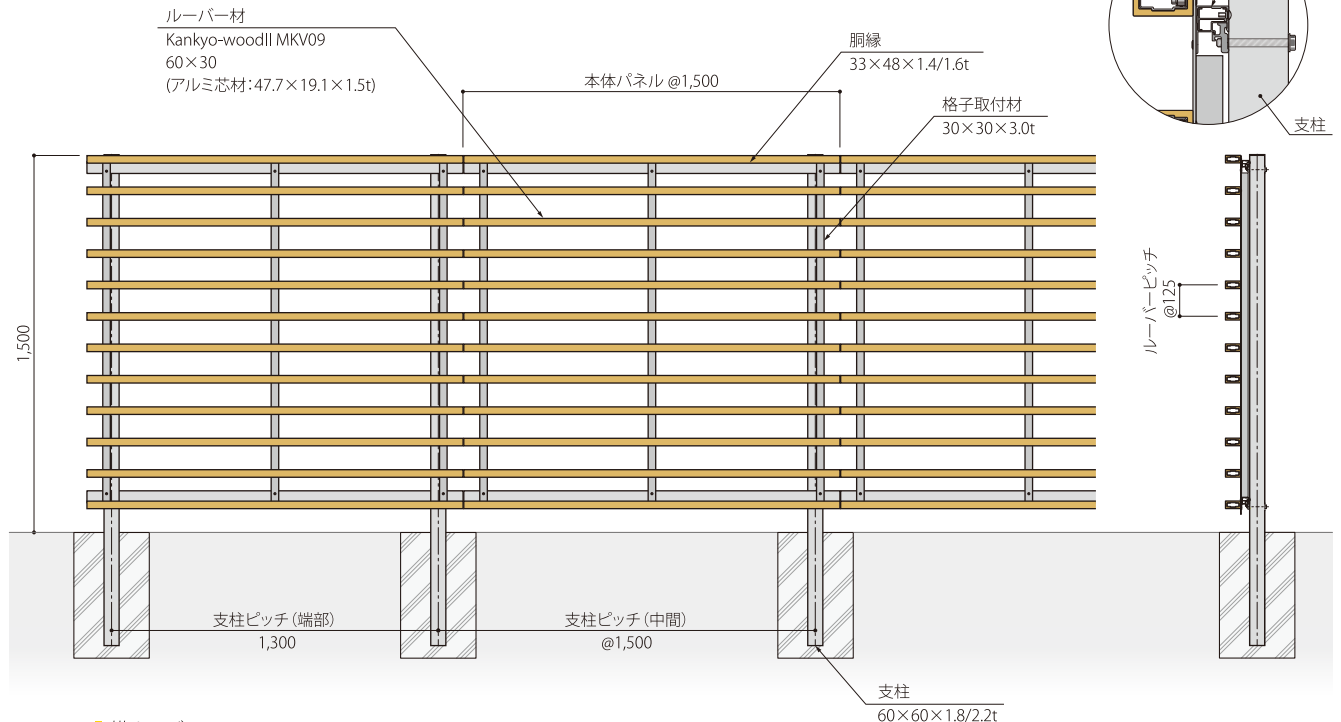 ルーバー材
Kankyo-woodII MKV09
60×30
(アルミ芯材:47.7×19.1×1.5t)
本体パネル @1,500
胴縁
33×48×1.4/1.6t
格子取付材
30×30×3.0t
支柱
1,500
ルーバーピッチ
@125
支柱ピッチ(端部)
1,300
支柱ピッチ(中間)
@1,500
支柱
60×60×1.8/2.2t